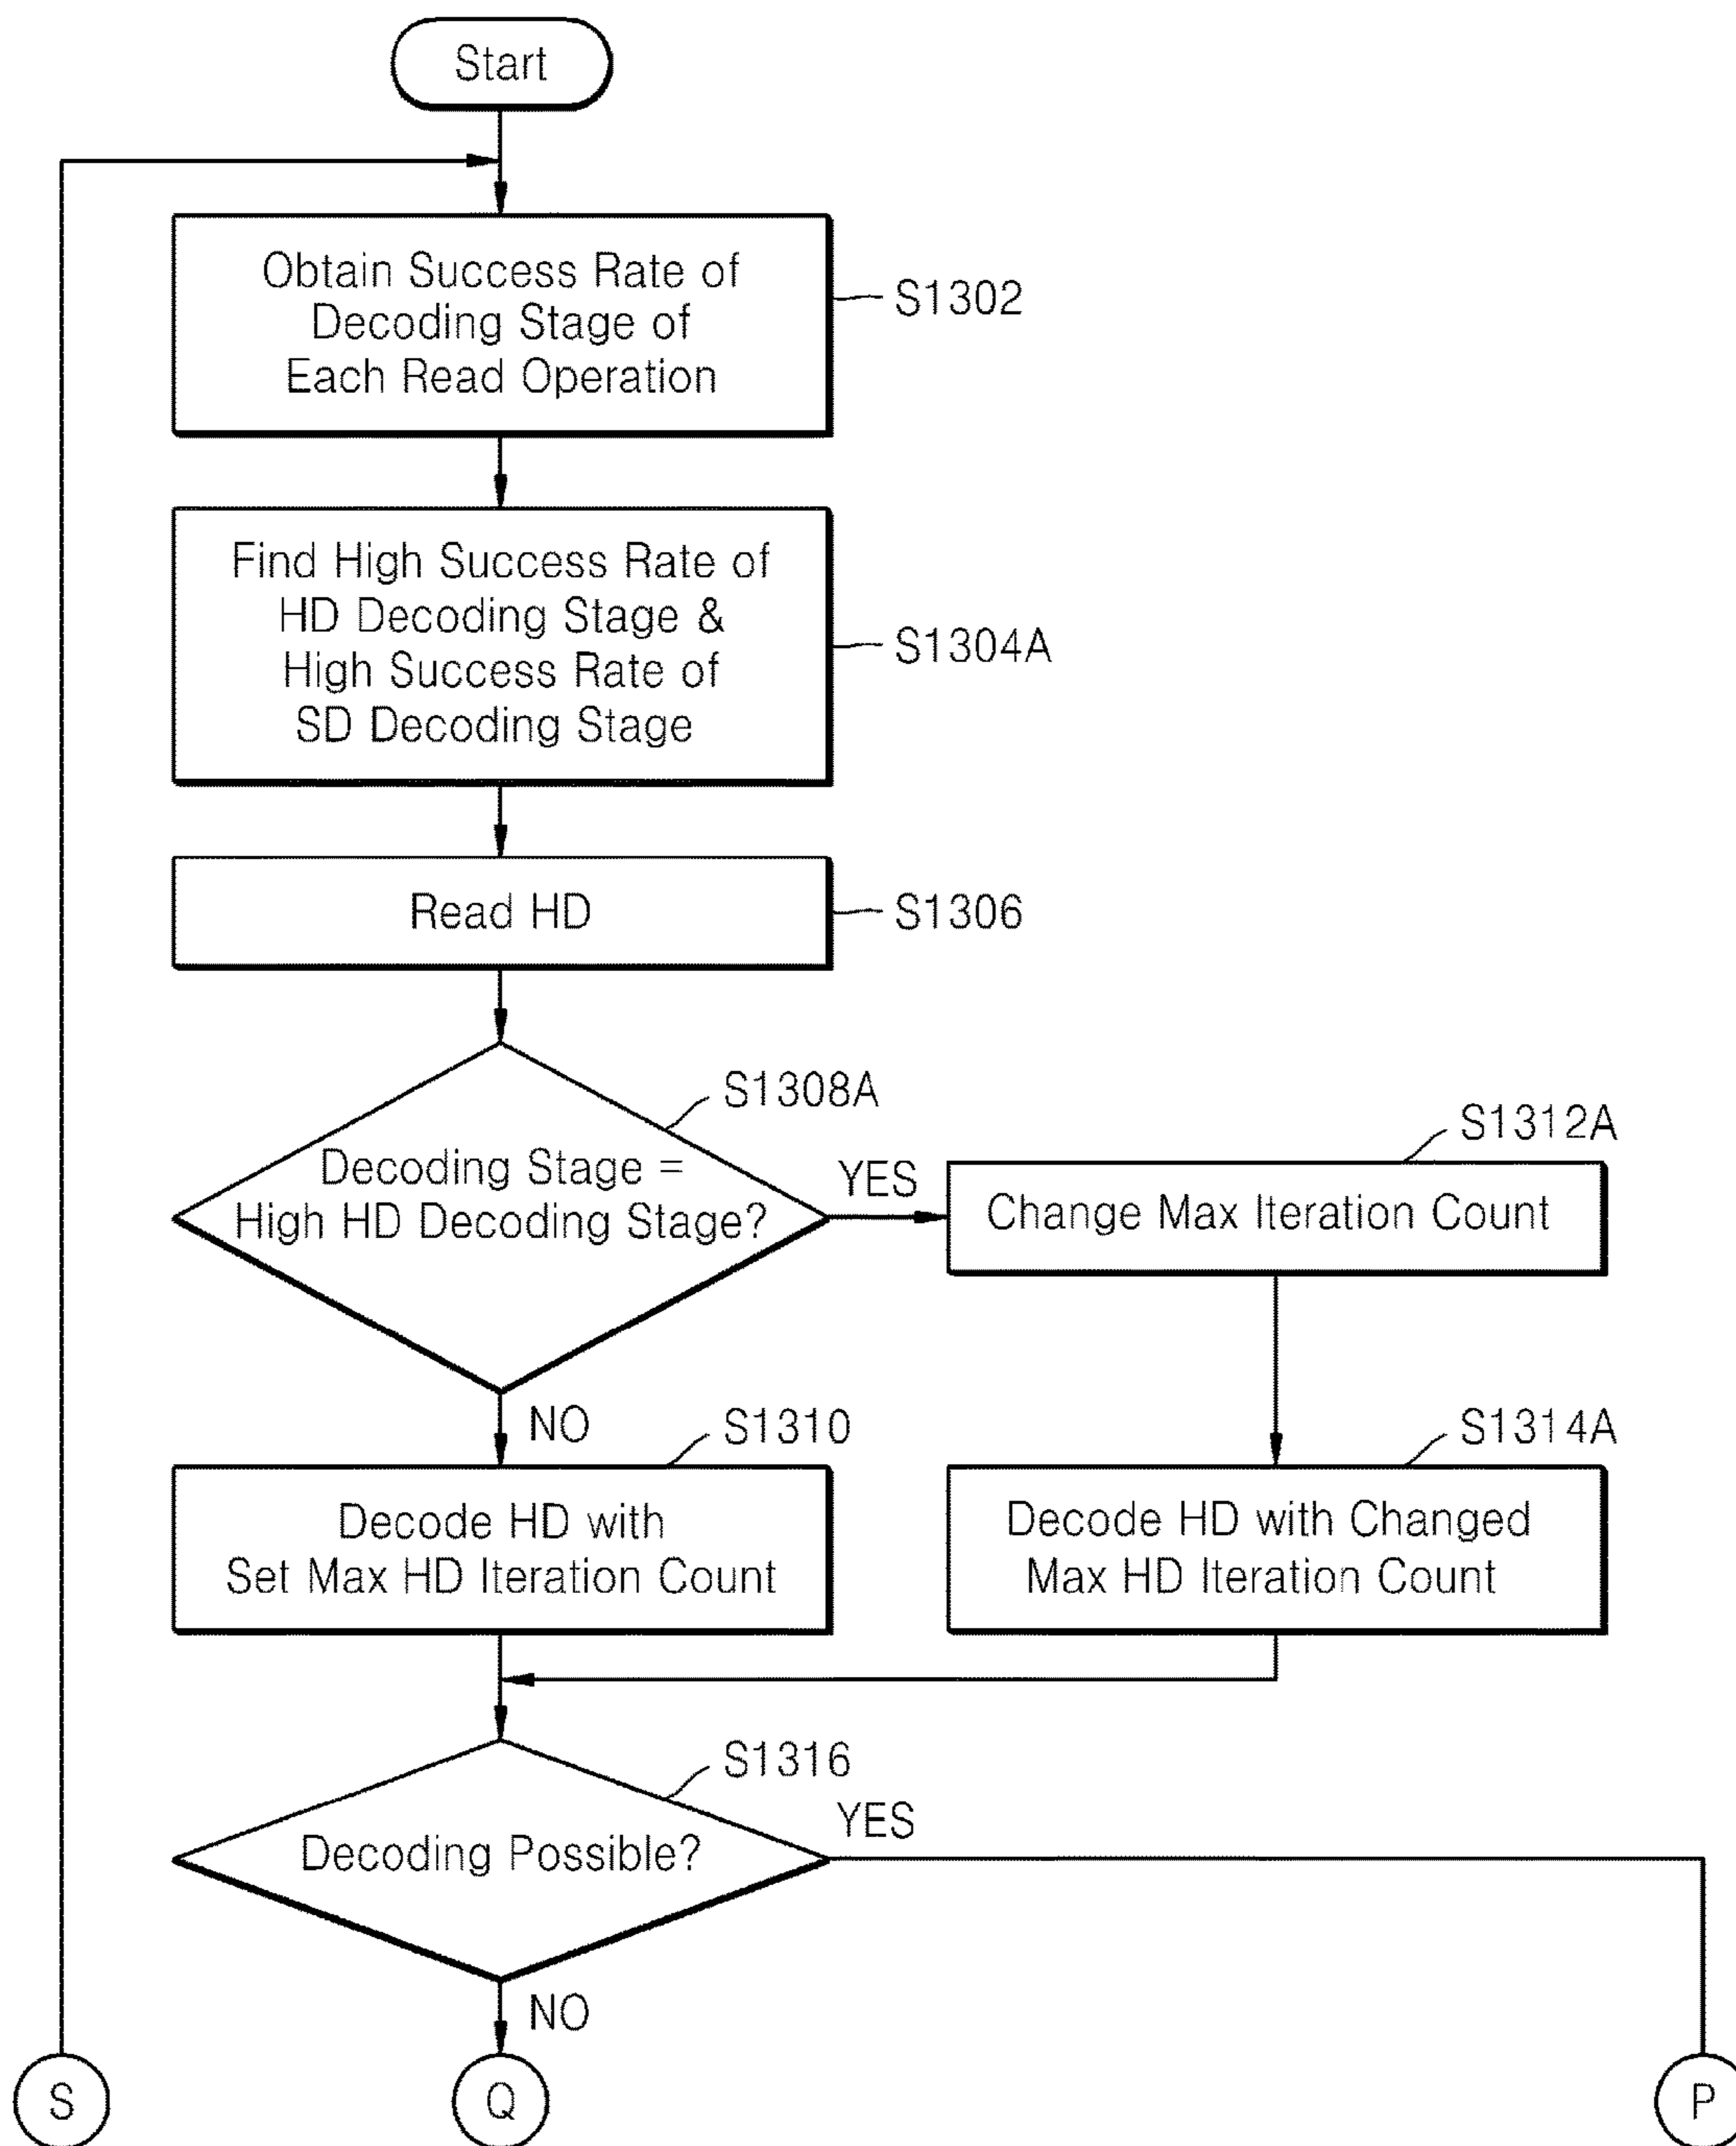 Start
Obtain Success Rate of
Decoding Stage of
Each Read Operation
S1302
Find High Success Rate of
HD Decoding Stage &
High Success Rate of
SD Decoding Stage
S1304A
Read HD
S1306
S1308A
Decoding Stage =
High HD Decoding Stage?
YES
S1312A
Change Max Iteration Count
NO
S1310
Decode HD with
Set Max HD Iteration Count
S1314A
Decode HD with Changed
Max HD Iteration Count
S1316
Decoding Possible?
YES
NO
S
Q
P